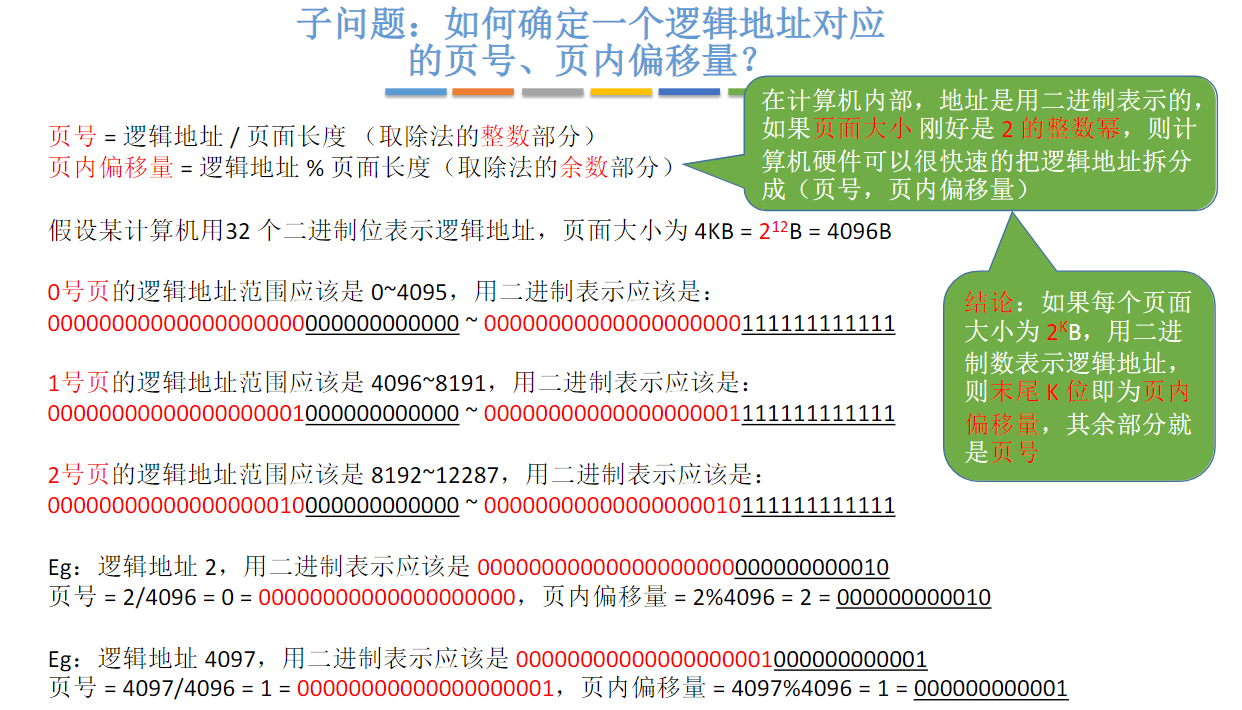 子问题：如何确定一个逻辑地址对应
的页号、页内偏移量？
在计算机内部，地址是用二进制表示的，
如果页面大小 刚好是 2 的整数幂，则计
算机硬件可以很快速的把逻辑地址拆分
成（页号，页内偏移量）
页号 = 逻辑地址 / 页面长度 （取除法的整数部分）
页内偏移量 = 逻辑地址 % 页面长度（取除法的余数部分）
假设某计算机用32 个二进制位表示逻辑地址，页面大小为 4KB = 2¹²B = 4096B
0号页的逻辑地址范围应该是 0~4095，用二进制表示应该是：
00000000000000000000000000000000 ~ 00000000000000000000111111111111
1号页的逻辑地址范围应该是 4096~8191，用二进制表示应该是：
00000000000000000001000000000000 ~ 00000000000000000001111111111111
2号页的逻辑地址范围应该是 8192~12287，用二进制表示应该是：
00000000000000000010000000000000 ~ 00000000000000000010111111111111
Eg：逻辑地址 2，用二进制表示应该是 00000000000000000000000000000010
页号 = 2/4096 = 0 = 00000000000000000000，页内偏移量 = 2%4096 = 2 = 000000000010
Eg：逻辑地址 4097，用二进制表示应该是 00000000000000000001000000000001
页号 = 4097/4096 = 1 = 00000000000000000001，页内偏移量 = 4097%4096 = 1 = 000000000001
结论：如果每个页面
大小为 2ᴷB，用二进
制数表示逻辑地址，
则末尾 K 位即为页内
偏移量，其余部分就
是页号